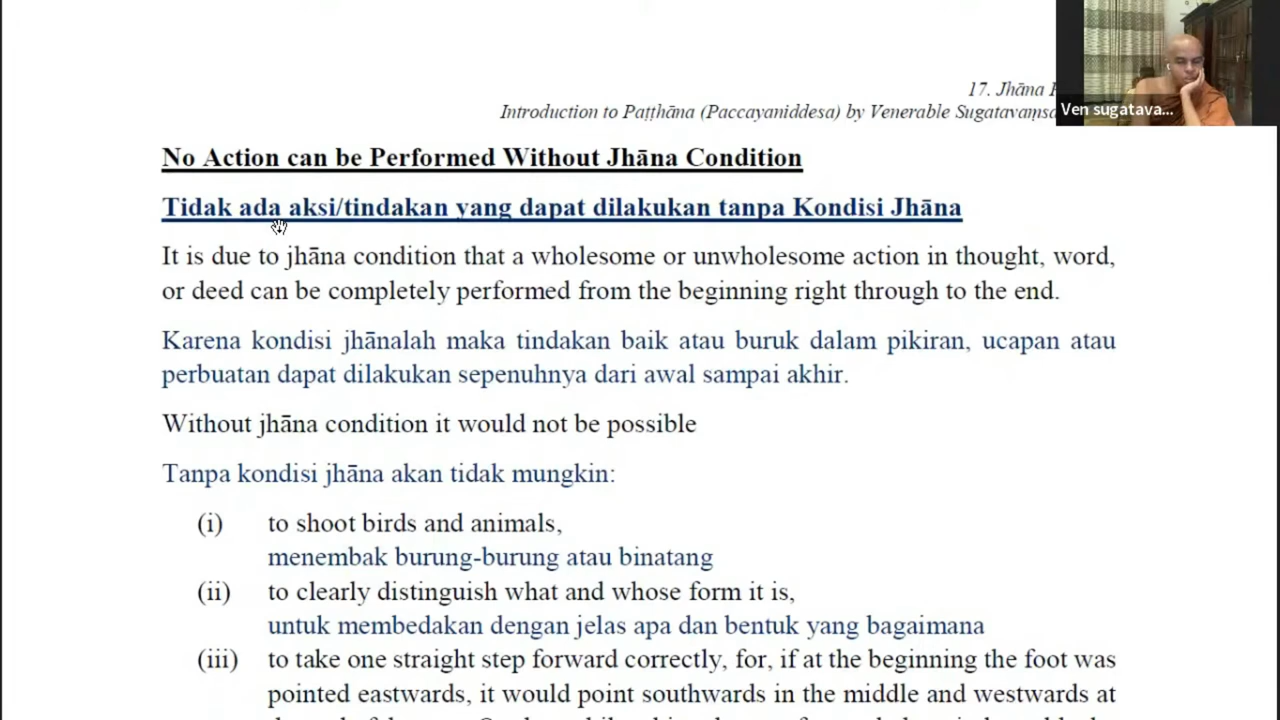 17. Jhāna
Introduction to Paṭṭhāna (Paccayaniddesa) by Venerable Sugatavaṃsa
Ven sugatava...
No Action can be Performed Without Jhāna Condition
Tidak ada aksi/tindakan yang dapat dilakukan tanpa Kondisi Jhāna
It is due to jhāna condition that a wholesome or unwholesome action in thought, word,
or deed can be completely performed from the beginning right through to the end.
Karena kondisi jhānalah maka tindakan baik atau buruk dalam pikiran, ucapan atau
perbuatan dapat dilakukan sepenuhnya dari awal sampai akhir.
Without jhāna condition it would not be possible
Tanpa kondisi jhāna akan tidak mungkin:
(i) to shoot birds and animals,
menembak burung-burung atau binatang
(ii) to clearly distinguish what and whose form it is,
untuk membedakan dengan jelas apa dan bentuk yang bagaimana
(iii) to take one straight step forward correctly, for, if at the beginning the foot was
pointed eastwards, it would point southwards in the middle and westwards at